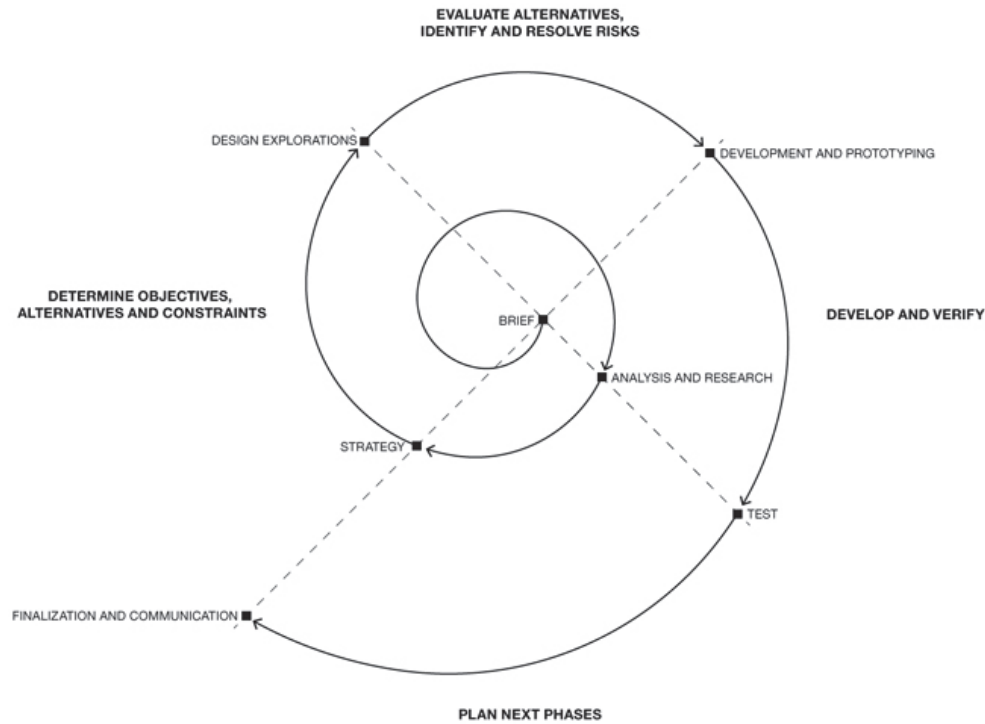 EVALUATE ALTERNATIVES,
IDENTIFY AND RESOLVE RISKS
DESIGN EXPLORATIONS
DEVELOPMENT AND PROTOTYPING
DETERMINE OBJECTIVES,
ALTERNATIVES AND CONSTRAINTS
BRIEF
DEVELOP AND VERIFY
ANALYSIS AND RESEARCH
STRATEGY
TEST
FINALIZATION AND COMMUNICATION
PLAN NEXT PHASES